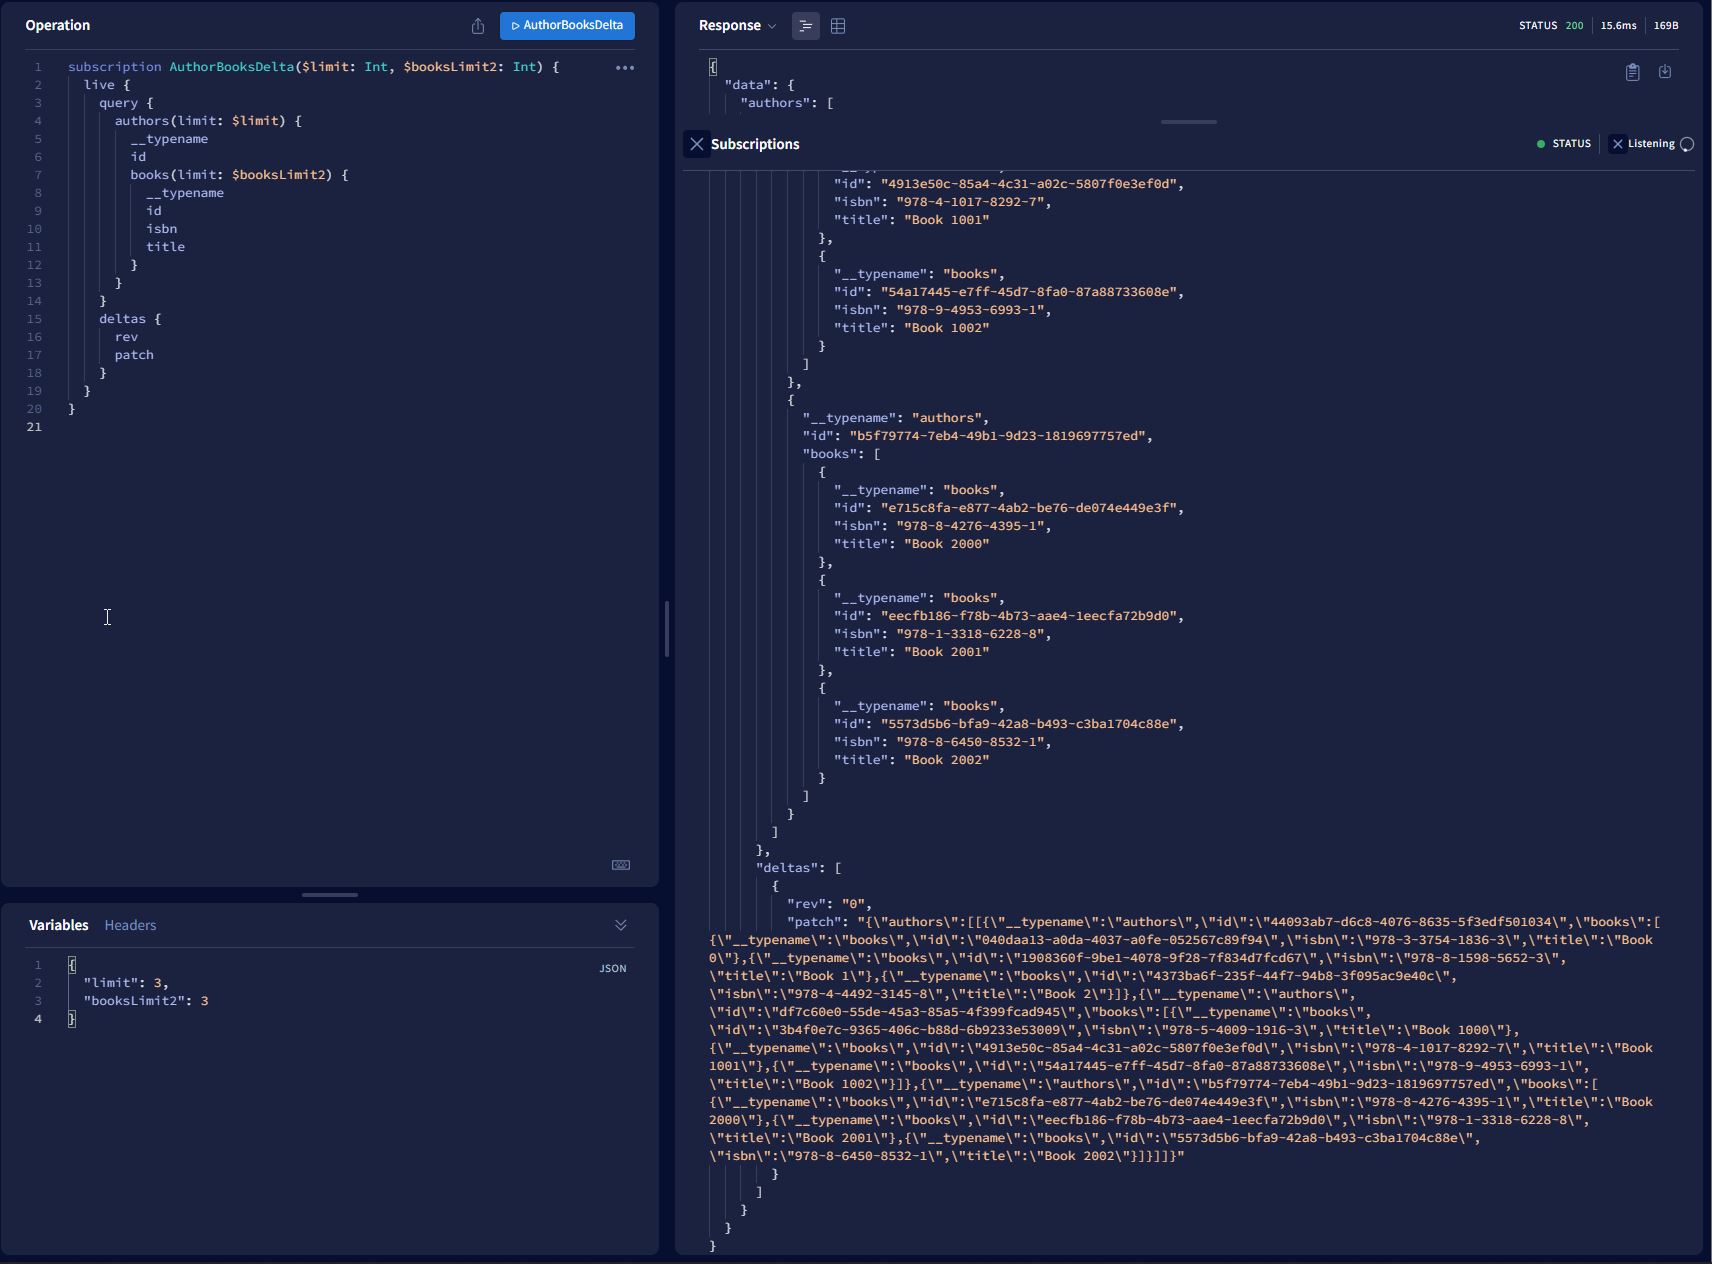 Operation
AuthorBooksDelta
1 subscription AuthorBooksDelta($limit: Int, $booksLimit2: Int) {
2 live {
3 query {
4 authors(limit: $limit) {
5 __typename
6 id
7 books(limit: $booksLimit2) {
8 __typename
9 id
10 isbn
11 title
12 }
13 }
14 }
15 deltas {
16 rev
17 patch
18 }
19 }
20 }
21
Variables Headers
JSON
1 {
2 "limit": 3,
3 "booksLimit2": 3
4 }
Response
STATUS 200 15.6ms 169B
{
"data": {
"authors": [
Subscriptions
STATUS Listening
"id": "4913e50c-85a4-4c31-a02c-5807f0e3ef0d",
"isbn": "978-4-1017-8292-7",
"title": "Book 1001"
},
{
"__typename": "books",
"id": "54a17445-e7ff-45d7-8fa0-87a88733608e",
"isbn": "978-9-4953-6993-1",
"title": "Book 1002"
}
]
},
{
"__typename": "authors",
"id": "b5f79774-7eb4-49b1-9d23-1819697757ed",
"books": [
{
"__typename": "books",
"id": "e715c8fa-e877-4ab2-be76-de074e449e3f",
"isbn": "978-8-4276-4395-1",
"title": "Book 2000"
},
{
"__typename": "books",
"id": "eecfb186-f78b-4b73-aae4-1eecfa72b9d0",
"isbn": "978-1-3318-6228-8",
"title": "Book 2001"
},
{
"__typename": "books",
"id": "5573d5b6-bfa9-42a8-b493-c3ba1704c88e",
"isbn": "978-8-6450-8532-1",
"title": "Book 2002"
}
]
}
]
},
"deltas": [
{
"rev": "0",
"patch": "{\"authors\":[[{\"__typename\":\"authors\",\"id\":\"44093ab7-d6c8-4076-8635-5f3edf501034\",\"books\":[
{\"__typename\":\"books\",\"id\":\"040daa13-a0da-4037-a0fe-052567c89f94\",\"isbn\":\"978-3-3754-1836-3\",\"title\":\"Book
0\"},{\"__typename\":\"books\",\"id\":\"1908360f-9be1-4078-9f28-7f834d7fcd67\",\"isbn\":\"978-8-1598-5652-3\",
\"title\":\"Book 1\"},{\"__typename\":\"books\",\"id\":\"4373ba6f-235f-44f7-94b8-3f095ac9e40c\",
\"isbn\":\"978-4-4492-3145-8\",\"title\":\"Book 2\"}]},{\"__typename\":\"authors\",
\"id\":\"df7c60e0-55de-45a3-85a5-4f399fcad945\",\"books\":[{\"__typename\":\"books\",
\"id\":\"3b4f0e7c-9365-406c-b88d-6b9233e53009\",\"isbn\":\"978-5-4009-1916-3\",\"title\":\"Book 1000\"},
{\"__typename\":\"books\",\"id\":\"4913e50c-85a4-4c31-a02c-5807f0e3ef0d\",\"isbn\":\"978-4-1017-8292-7\",\"title\":\"Book
1001\"},{\"__typename\":\"books\",\"id\":\"54a17445-e7ff-45d7-8fa0-87a88733608e\",\"isbn\":\"978-9-4953-6993-1\",
\"title\":\"Book 1002\"}]},{\"__typename\":\"authors\",\"id\":\"b5f79774-7eb4-49b1-9d23-1819697757ed\",\"books\":[
{\"__typename\":\"books\",\"id\":\"e715c8fa-e877-4ab2-be76-de074e449e3f\",\"isbn\":\"978-8-4276-4395-1\",\"title\":\"Book
2000\"},{\"__typename\":\"books\",\"id\":\"eecfb186-f78b-4b73-aae4-1eecfa72b9d0\",\"isbn\":\"978-1-3318-6228-8\",
\"title\":\"Book 2001\"},{\"__typename\":\"books\",\"id\":\"5573d5b6-bfa9-42a8-b493-c3ba1704c88e\",
\"isbn\":\"978-8-6450-8532-1\",\"title\":\"Book 2002\"}]}]]}"
}
]
}
}
}